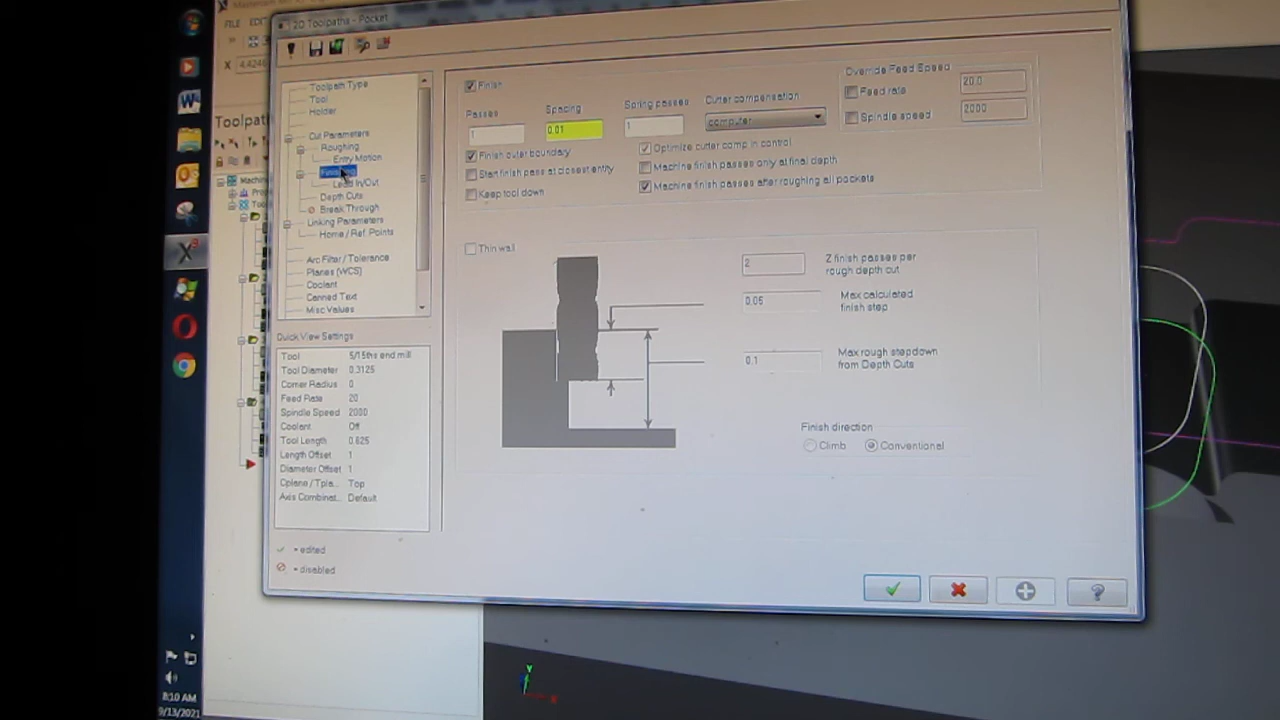 2D Toolpaths - Pocket
FILE
X
Toolpath Type
Tool
Holder
Cut Parameters
Roughing
Entry Motion
Finishing
Lead In/Out
Depth Cuts
Break Through
Linking Parameters
Home / Ref. Points
Arc Filter / Tolerance
Planes (WCS)
Coolant
Canned Text
Misc Values
Quick View Settings
Tool 5/16ths end mill
Tool Diameter 0.3125
Corner Radius 0
Feed Rate 20
Spindle Speed 2000
Coolant Off
Tool Length 0.825
Length Offset 1
Diameter Offset 1
Cplane / Tpla... Top
Axis Combinat... Default
= edited
= disabled
Finish
Passes
1
Spacing
0.01
Spring passes
1
Cutter compensation
computer
Override Feed Speed
Feed rate 20.0
Spindle speed 2000
Finish outer boundary
Start finish pass at closest entry
Keep tool down
Optimize cutter comp in control
Machine finish passes only at final depth
Machine finish passes after roughing all pockets
Thin wall
2
Z finish passes per
rough depth cut
0.05
Max calculated
finish step
0.1
Max rough stepdown
from Depth Cuts
Finish direction
Climb Conventional
8:10 AM
9/13/2021